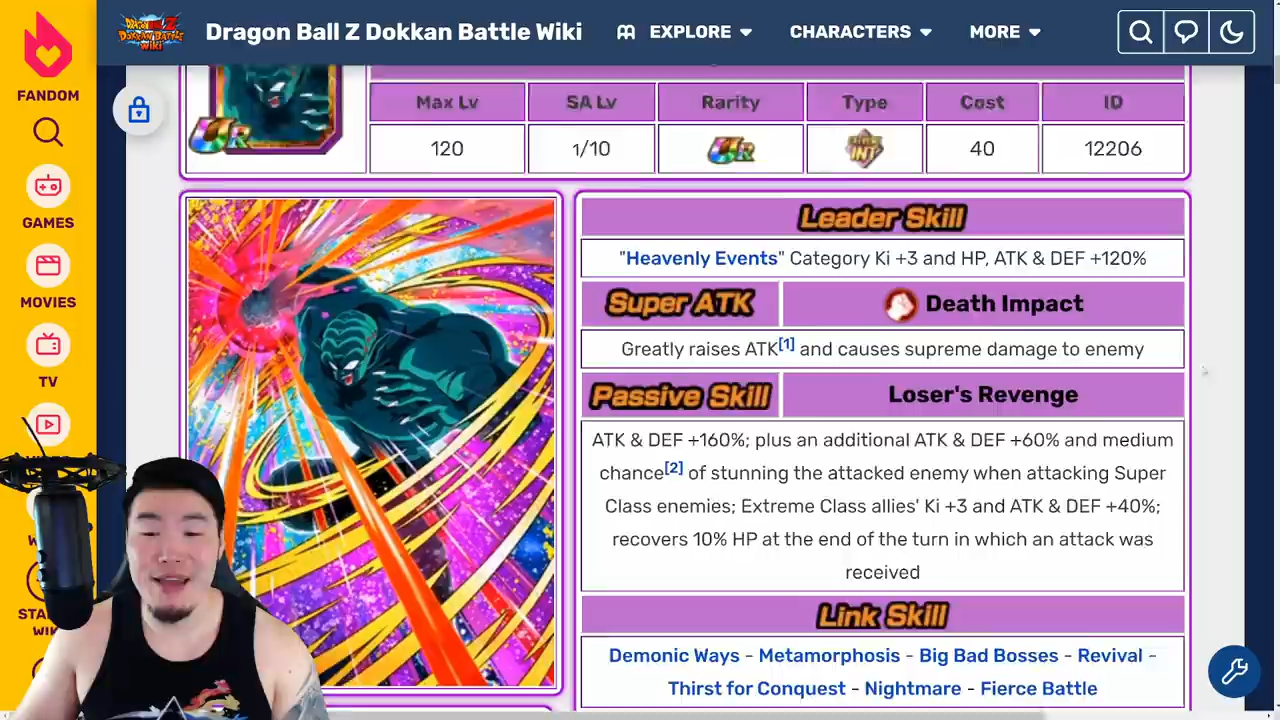 Dragon Ball Z Dokkan Battle Wiki EXPLORE CHARACTERS MORE
FANDOM
GAMES
MOVIES
TV
Max Lv SA Lv Rarity Type Cost ID
120 1/10 UR INT 40 12206
UR
Leader Skill
"Heavenly Events" Category Ki +3 and HP, ATK & DEF +120%
Super ATK Death Impact
Greatly raises ATK[1] and causes supreme damage to enemy
Passive Skill Loser's Revenge
ATK & DEF +160%; plus an additional ATK & DEF +60% and medium
chance[2] of stunning the attacked enemy when attacking Super
Class enemies; Extreme Class allies' Ki +3 and ATK & DEF +40%;
recovers 10% HP at the end of the turn in which an attack was
received
Link Skill
Demonic Ways - Metamorphosis - Big Bad Bosses - Revival -
Thirst for Conquest - Nightmare - Fierce Battle